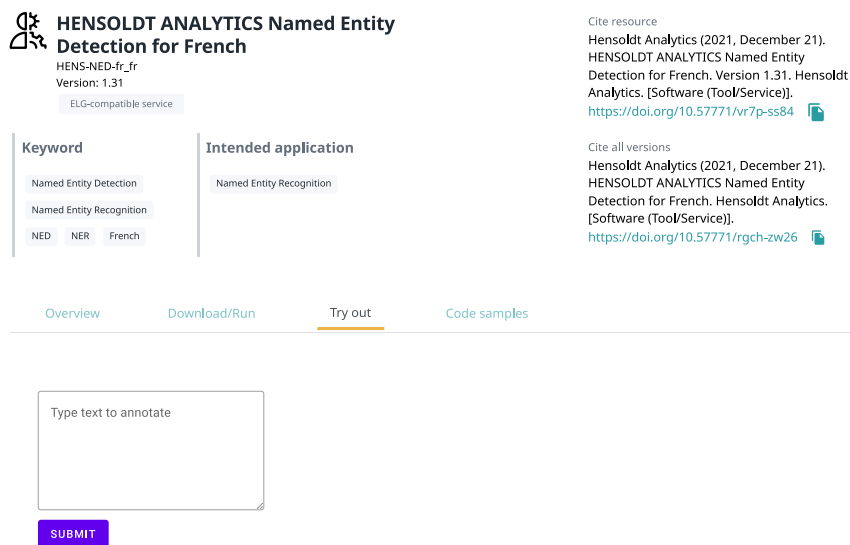 HENSOLDT ANALYTICS Named Entity
Detection for French
HENS-NED-fr_fr
Version: 1.31
ELG-compatible service
Keyword
Named Entity Detection
Named Entity Recognition
NED NER French
Intended application
Named Entity Recognition
Cite resource
Hensoldt Analytics (2021, December 21).
HENSOLDT ANALYTICS Named Entity
Detection for French. Version 1.31. Hensoldt
Analytics. [Software (Tool/Service)].
https://doi.org/10.57771/vr7p-ss84
Cite all versions
Hensoldt Analytics (2021, December 21).
HENSOLDT ANALYTICS Named Entity
Detection for French. Hensoldt Analytics.
[Software (Tool/Service)].
https://doi.org/10.57771/rgch-zw26
Overview Download/Run Try out Code samples
Type text to annotate
SUBMIT